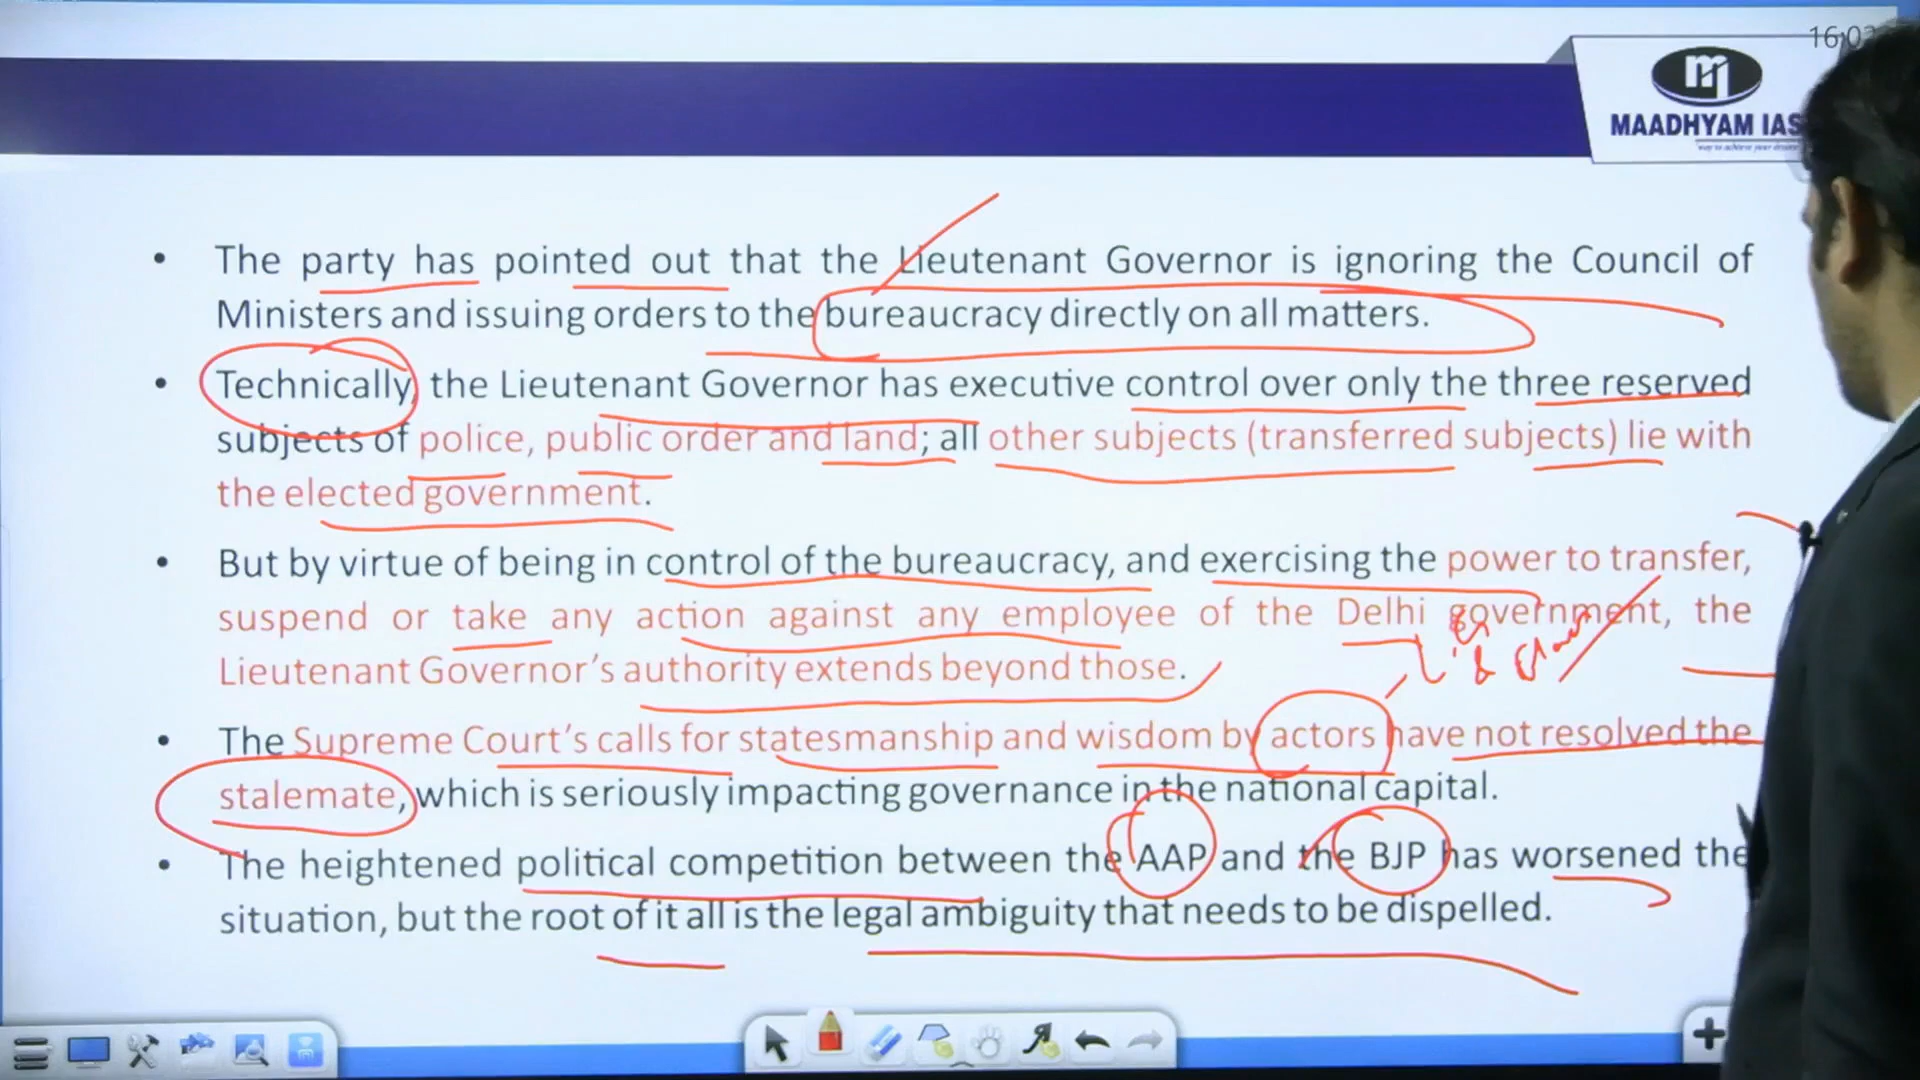 16:0
MAADHYAM IAS
way to achieve your dream
• The party has pointed out that the Lieutenant Governor is ignoring the Council of
Ministers and issuing orders to the bureaucracy directly on all matters.
• Technically, the Lieutenant Governor has executive control over only the three reserved
subjects of police, public order and land; all other subjects (transferred subjects) lie with
the elected government.
• But by virtue of being in control of the bureaucracy, and exercising the power to transfer,
suspend or take any action against any employee of the Delhi government, the
Lieutenant Governor's authority extends beyond those.
• The Supreme Court's calls for statesmanship and wisdom by actors have not resolved the
stalemate, which is seriously impacting governance in the national capital.
• The heightened political competition between the AAP and the BJP has worsened the
situation, but the root of it all is the legal ambiguity that needs to be dispelled.